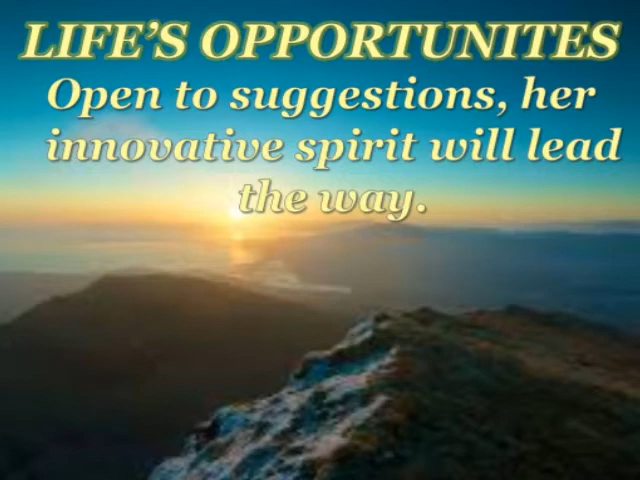 LIFE’S OPPORTUNITES
Open to suggestions, her
innovative spirit will lead
the way.